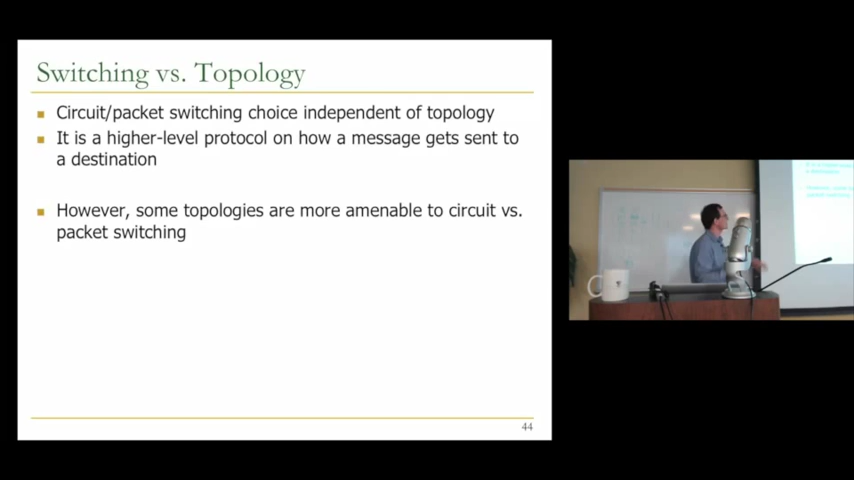 Switching vs. Topology
Circuit/packet switching choice independent of topology
It is a higher-level protocol on how a message gets sent to
a destination
However, some topologies are more amenable to circuit vs.
packet switching
44